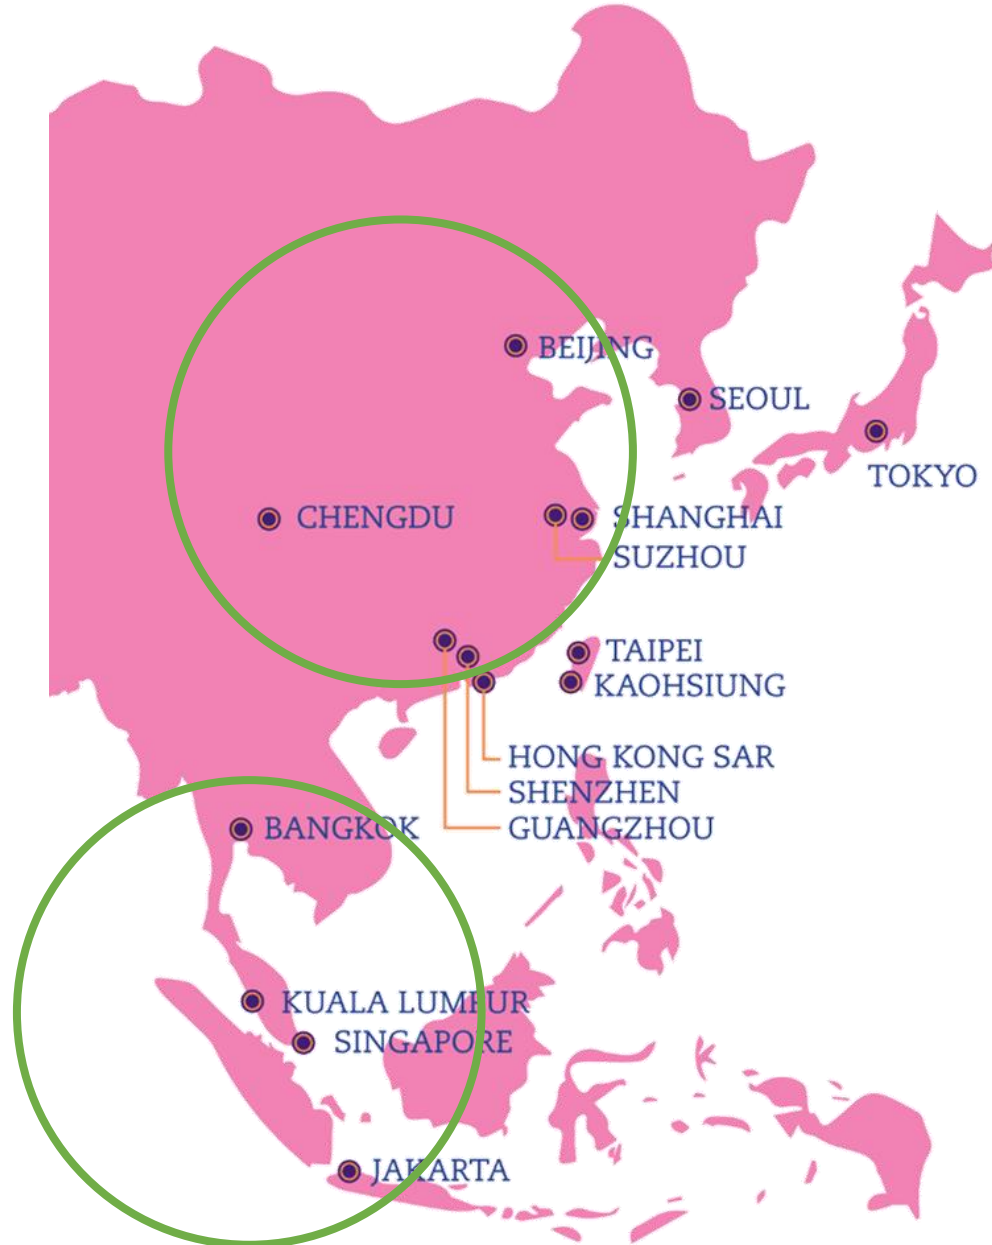 BEIJING
SEOUL
TOKYO
CHENGDU
SHANGHAI
SUZHOU
TAIPEI
KAOHSIUNG
HONG KONG SAR
SHENZHEN
GUANGZHOU
BANGKOK
KUALA LUMPUR
SINGAPORE
JAKARTA